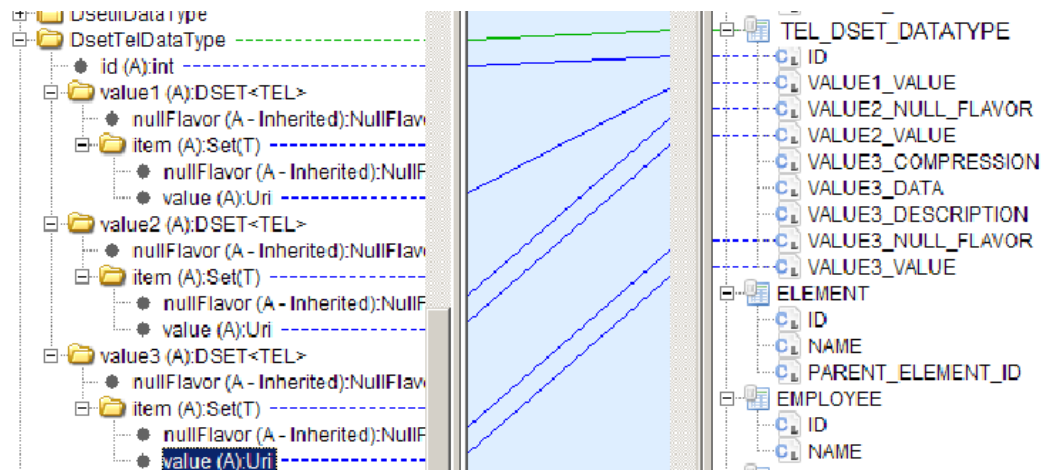 DsetIIDataType
DsetTelDataType
id (A):int
value1 (A):DSET<TEL>
nullFlavor (A - Inherited):NullFlav
item (A):Set(T)
nullFlavor (A - Inherited):NullF
value (A):Uri
value2 (A):DSET<TEL>
nullFlavor (A - Inherited):NullFlav
item (A):Set(T)
nullFlavor (A - Inherited):NullF
value (A):Uri
value3 (A):DSET<TEL>
nullFlavor (A - Inherited):NullFlav
item (A):Set(T)
nullFlavor (A - Inherited):NullF
value (A):Uri
TEL_DSET_DATATYPE
ID
VALUE1_VALUE
VALUE2_NULL_FLAVOR
VALUE2_VALUE
VALUE3_COMPRESSION
VALUE3_DATA
VALUE3_DESCRIPTION
VALUE3_NULL_FLAVOR
VALUE3_VALUE
ELEMENT
ID
NAME
PARENT_ELEMENT_ID
EMPLOYEE
ID
NAME